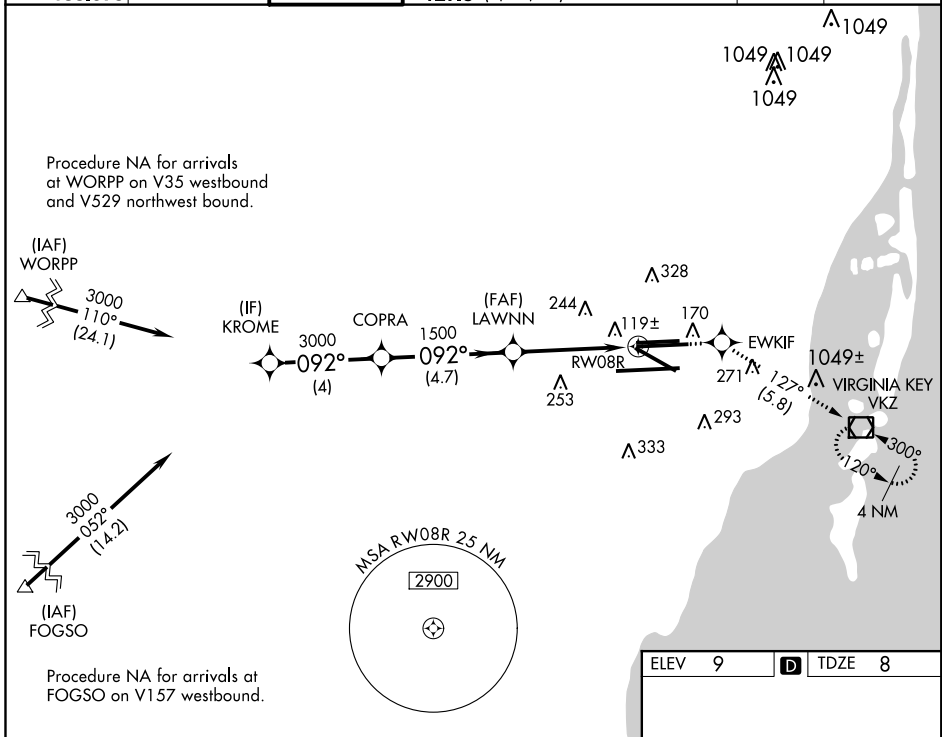 1049
1049 1049
1049
Procedure NA for arrivals
at WORPP on V35 westbound
and V529 northwest bound.
(IAF)
WORPP
3000
110°
(24.1)
(IF)
KROME
3000
092°
(4)
COPRA
1500
092°
(4.7)
(FAF)
LAWNN
244
328
119±
170
RW08R
EWKIF
253
271
127°
(5.8)
1049±
VIRGINIA KEY
VKZ
293
333
300°
120°
4 NM
3000
052°
(14.2)
(IAF)
FOGSO
MSA RW08R 25 NM
2900
Procedure NA for arrivals at
FOGSO on V157 westbound.
ELEV 9 D TDZE 8